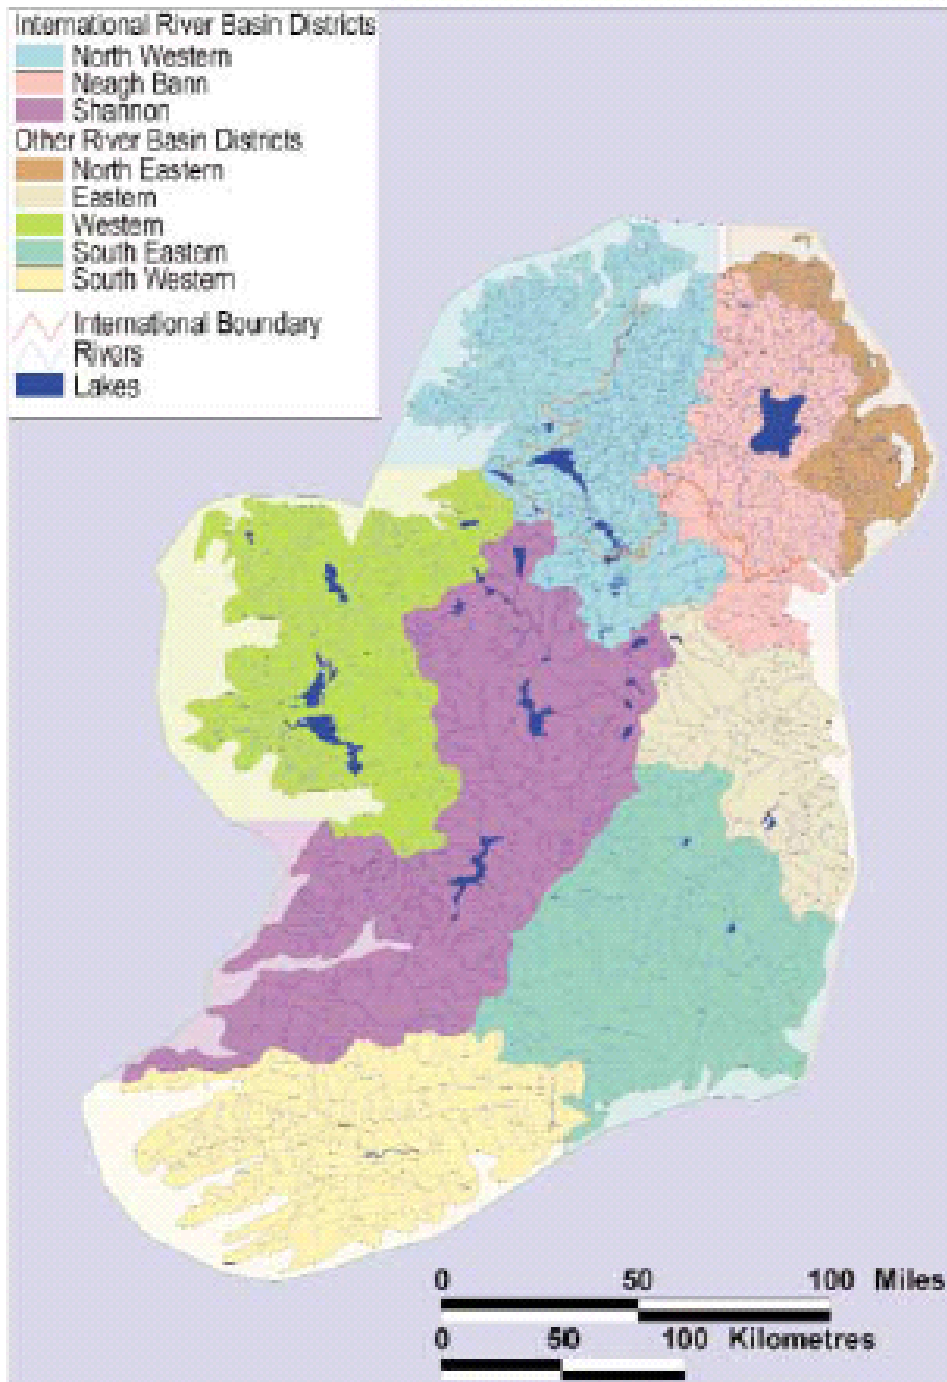 International River Basin Districts
North Western
Neagh Bann
Shannon
Other River Basin Districts
North Eastern
Eastern
Western
South Eastern
South Western
International Boundary
Rivers
Lakes
0 50 100 Miles
0 50 100 Kilometres